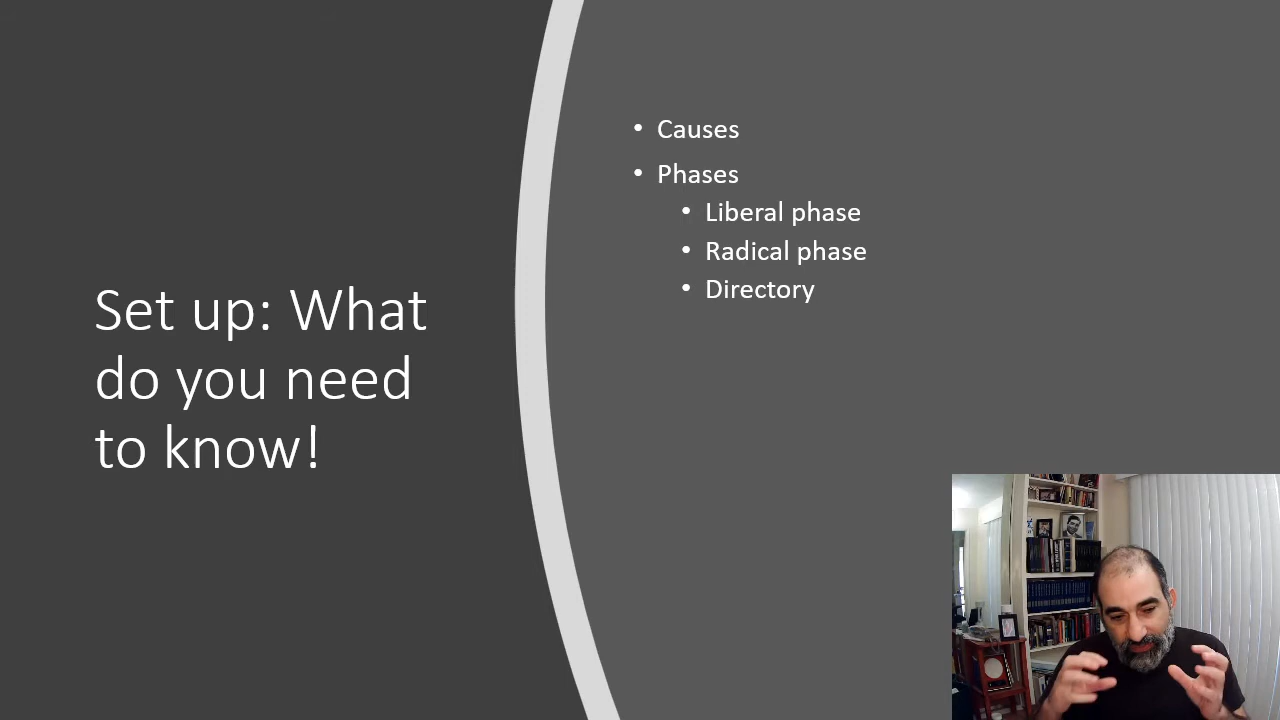 Set up: What
do you need
to know!
• Causes
• Phases
• Liberal phase
• Radical phase
• Directory